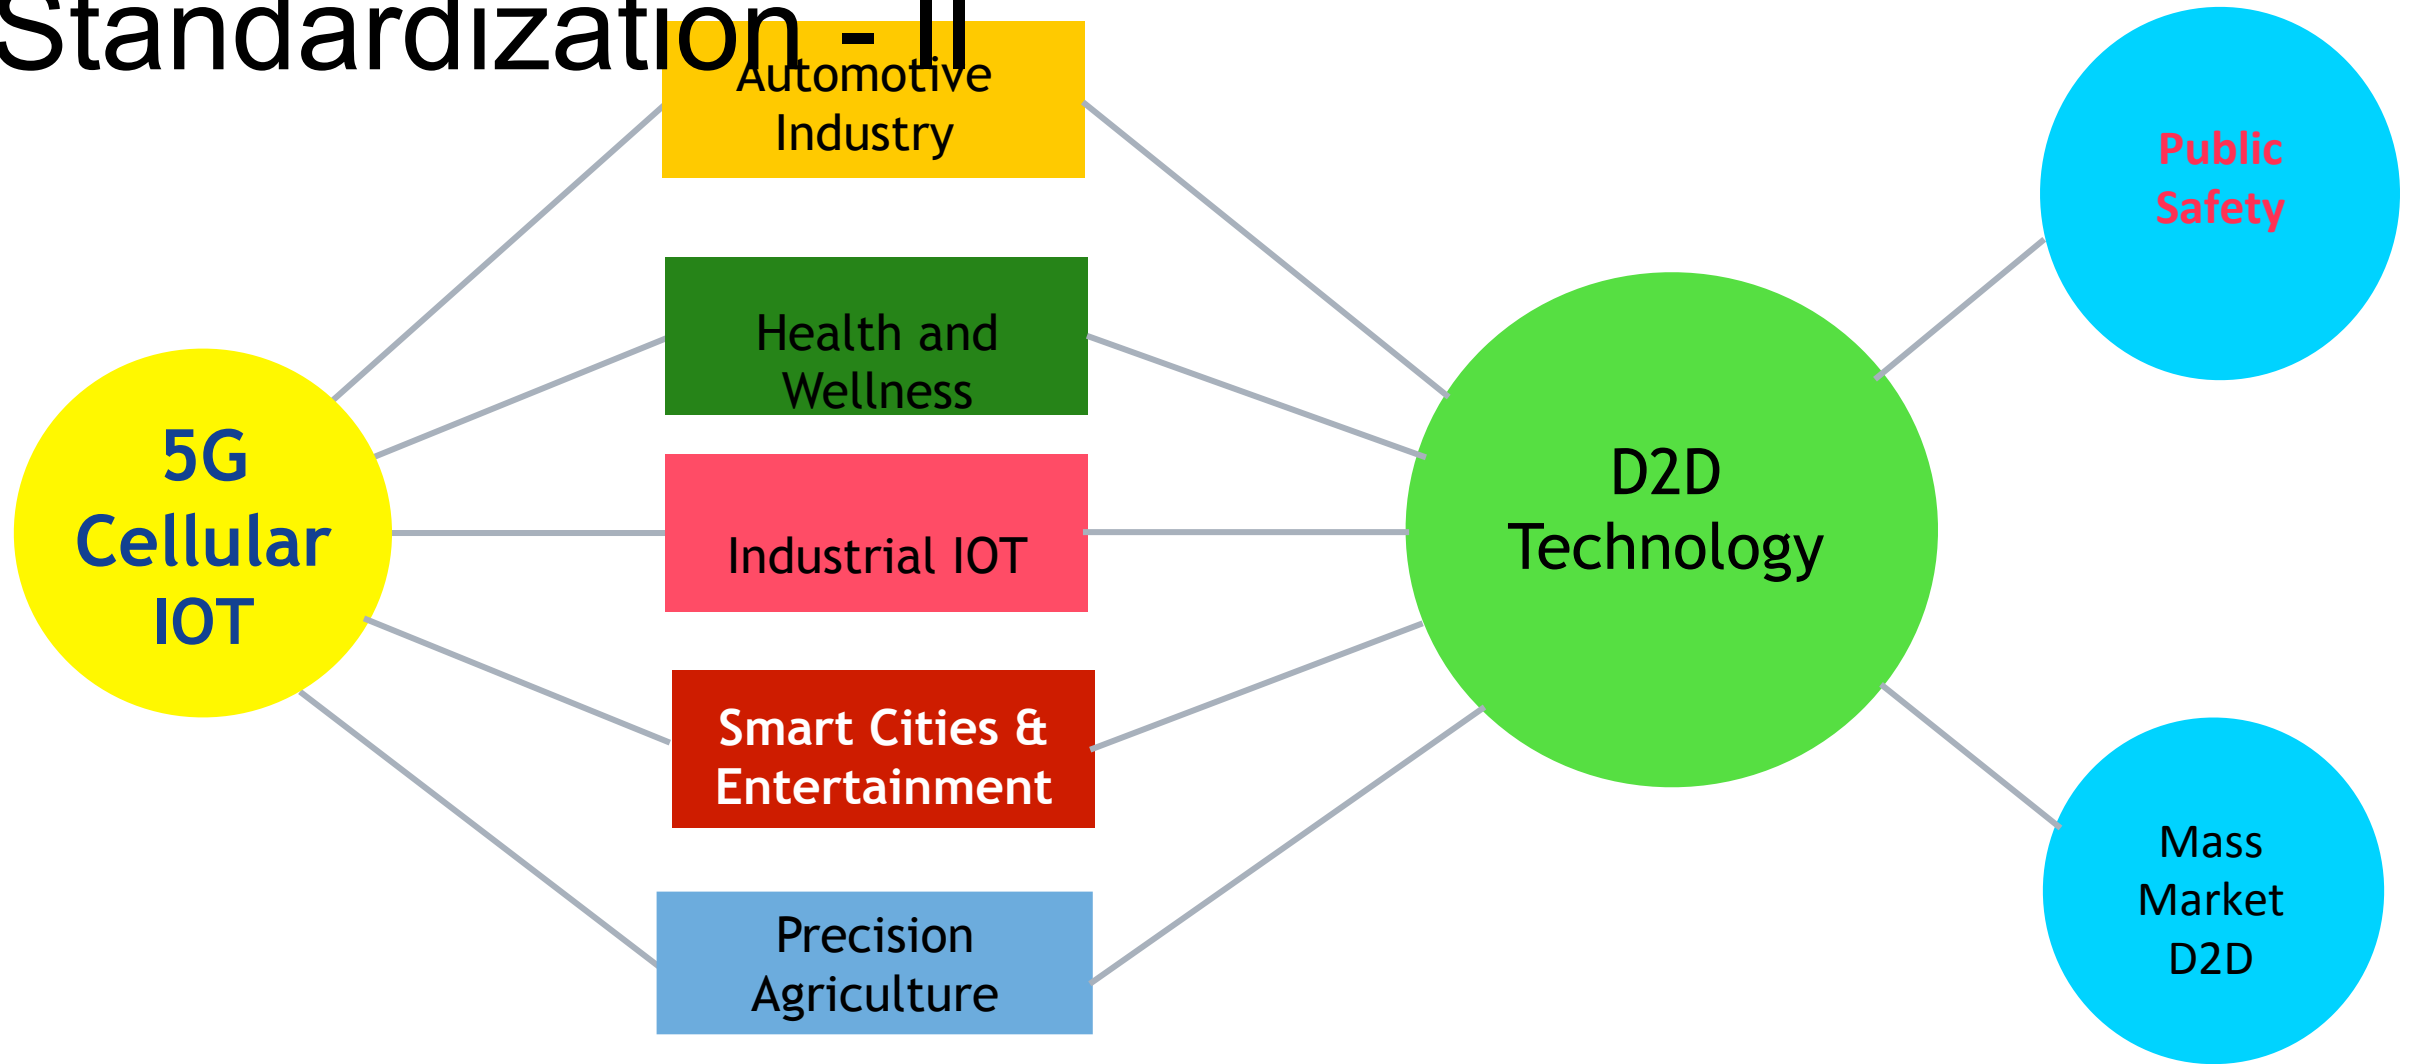 Standardization - II
Automotive
Industry
Health and
Wellness
Industrial IOT
Smart Cities &
Entertainment
Precision
Agriculture
5G
Cellular
IOT
D2D
Technology
Public
Safety
Mass
Market
D2D